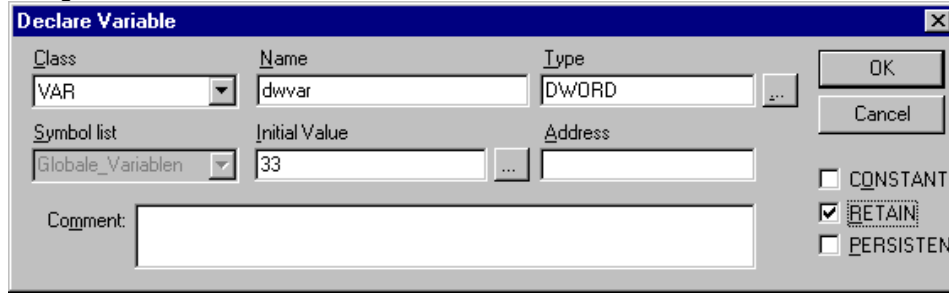 Declare Variable
Class Name Type
VAR dwvar DWORD ... OK
Cancel
Symbol list Initial Value Address
Globale_Variablen 33 ...
CONSTANT
Comment: RETAIN
PERSISTEN